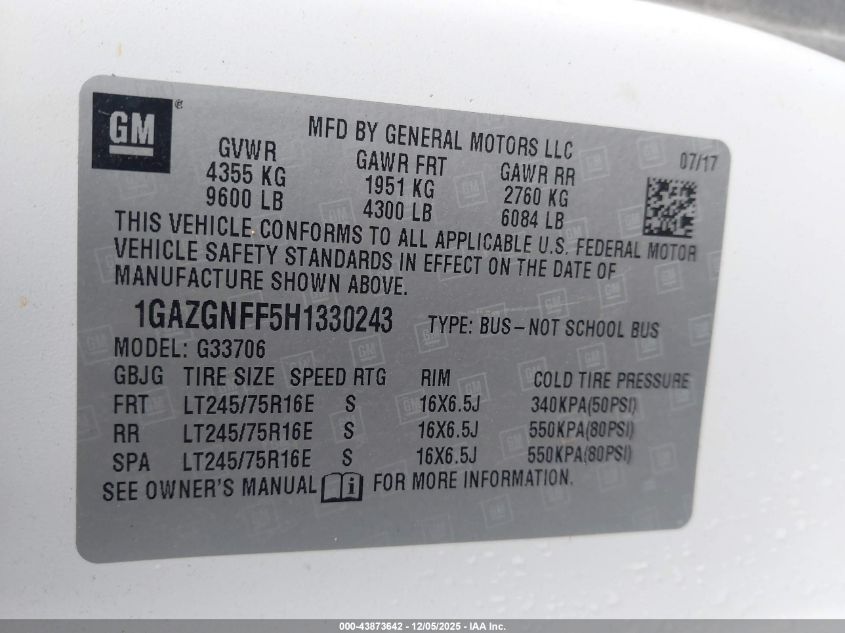 GM ®
MFD BY GENERAL MOTORS LLC
07/17
GVWR GAWR FRT GAWR RR
4355 KG 1951 KG 2760 KG
9600 LB 4300 LB 6084 LB
THIS VEHICLE CONFORMS TO ALL APPLICABLE U.S. FEDERAL MOTOR
VEHICLE SAFETY STANDARDS IN EFFECT ON THE DATE OF
MANUFACTURE SHOWN ABOVE.
1GAZGNFF5H1330243 TYPE: BUS–NOT SCHOOL BUS
MODEL: G33706
GBJG TIRE SIZE SPEED RTG RIM COLD TIRE PRESSURE
FRT LT245/75R16E S 16X6.5J 340KPA(50PSI)
RR LT245/75R16E S 16X6.5J 550KPA(80PSI)
SPA LT245/75R16E S 16X6.5J 550KPA(80PSI)
SEE OWNER'S MANUAL i FOR MORE INFORMATION.
000-43873642 - 12/05/2025 - IAA Inc.